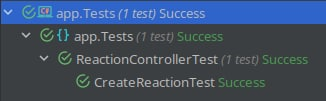 C# app.Tests (1 test) Success
{} app.Tests (1 test) Success
ReactionControllerTest (1 test) Success
CreateReactionTest Success